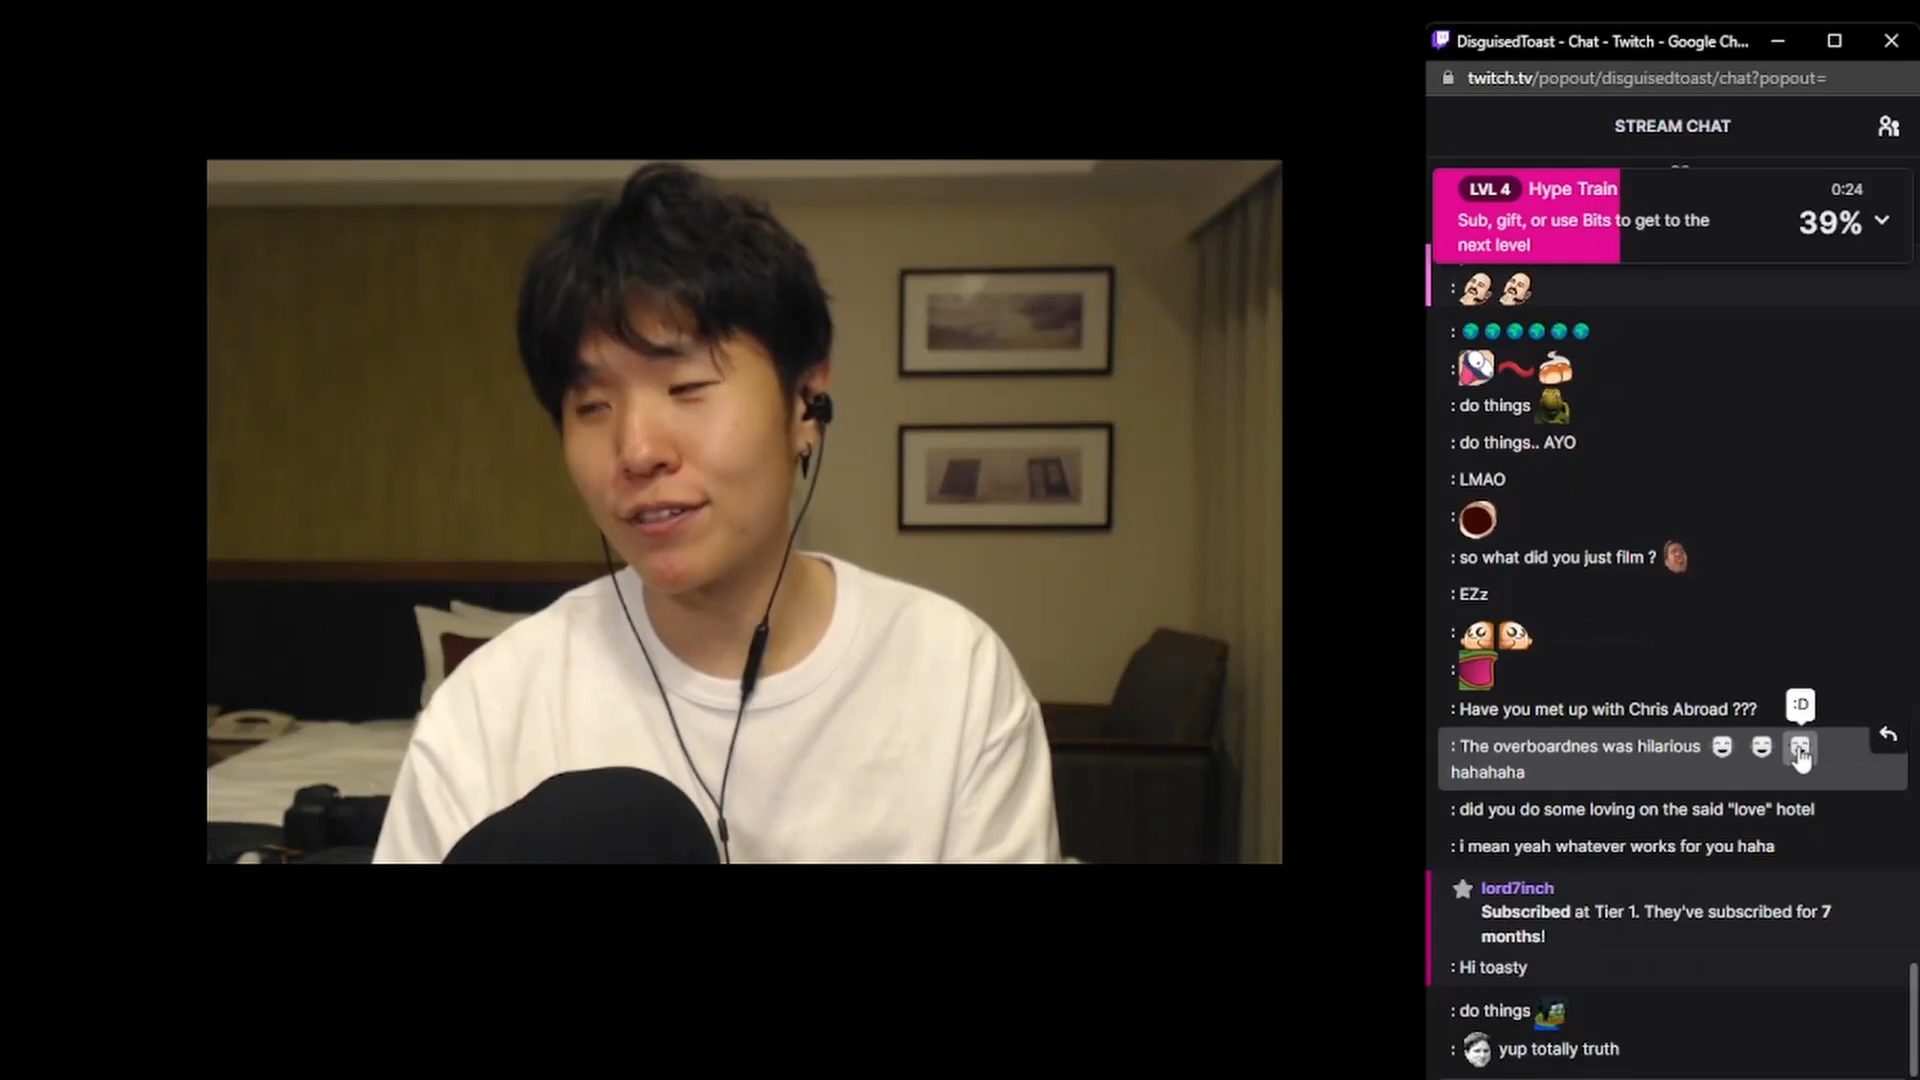 DisguisedToast - Chat - Twitch - Google Ch...
twitch.tv/popout/disguisedtoast/chat?popout=
STREAM CHAT
LVL 4 Hype Train
0:24
Sub, gift, or use Bits to get to the
next level
39%
:
:
:
: do things
: do things.. AYO
: LMAO
:
: so what did you just film ?
: EZz
:
:
: Have you met up with Chris Abroad ???
:D
: The overboardnes was hilarious
hahahaha
: did you do some loving on the said "love" hotel
: i mean yeah whatever works for you haha
lord7inch
Subscribed at Tier 1. They've subscribed for 7
months!
: Hi toasty
: do things
: yup totally truth